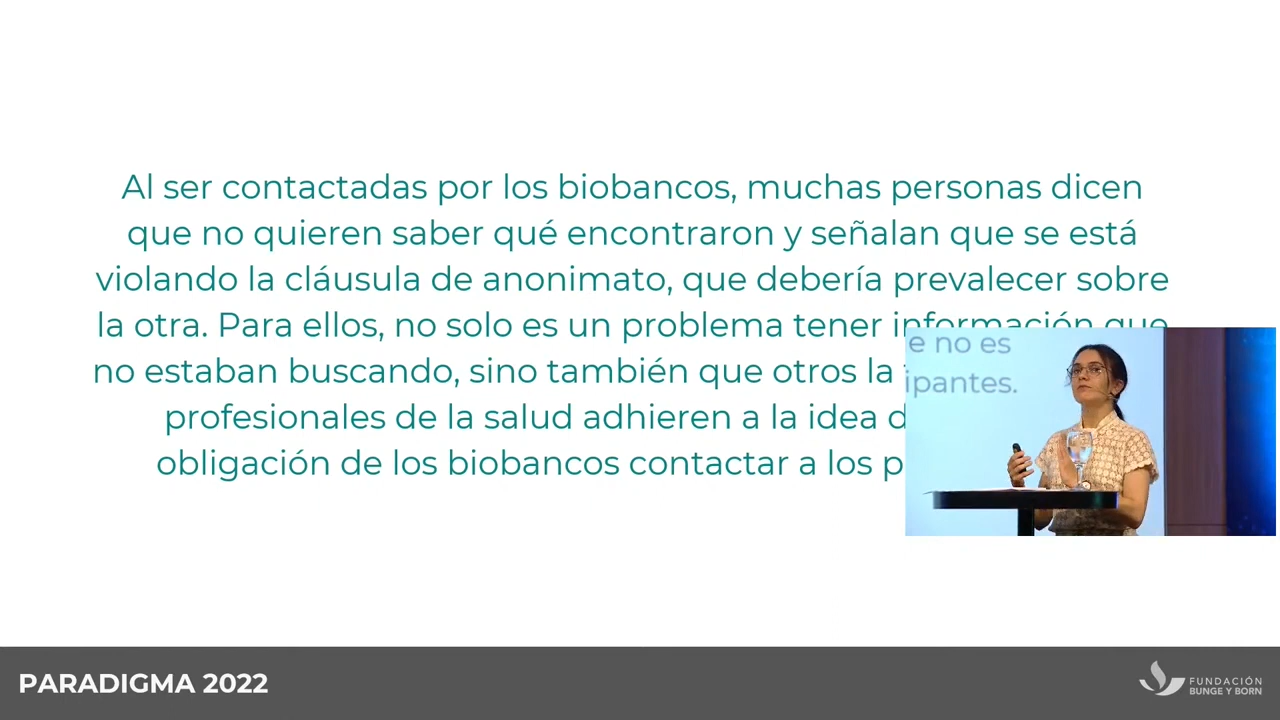 Al ser contactadas por los biobancos, muchas personas dicen
que no quieren saber qué encontraron y señalan que se está
violando la cláusula de anonimato, que debería prevalecer sobre
la otra. Para ellos, no solo es un problema tener información que
no estaban buscando, sino también que otros la
profesionales de la salud adhieren a la idea
obligación de los biobancos contactar a los
e no es
ipantes.
PARADIGMA 2022
FUNDACIÓN
BUNGE Y BORN